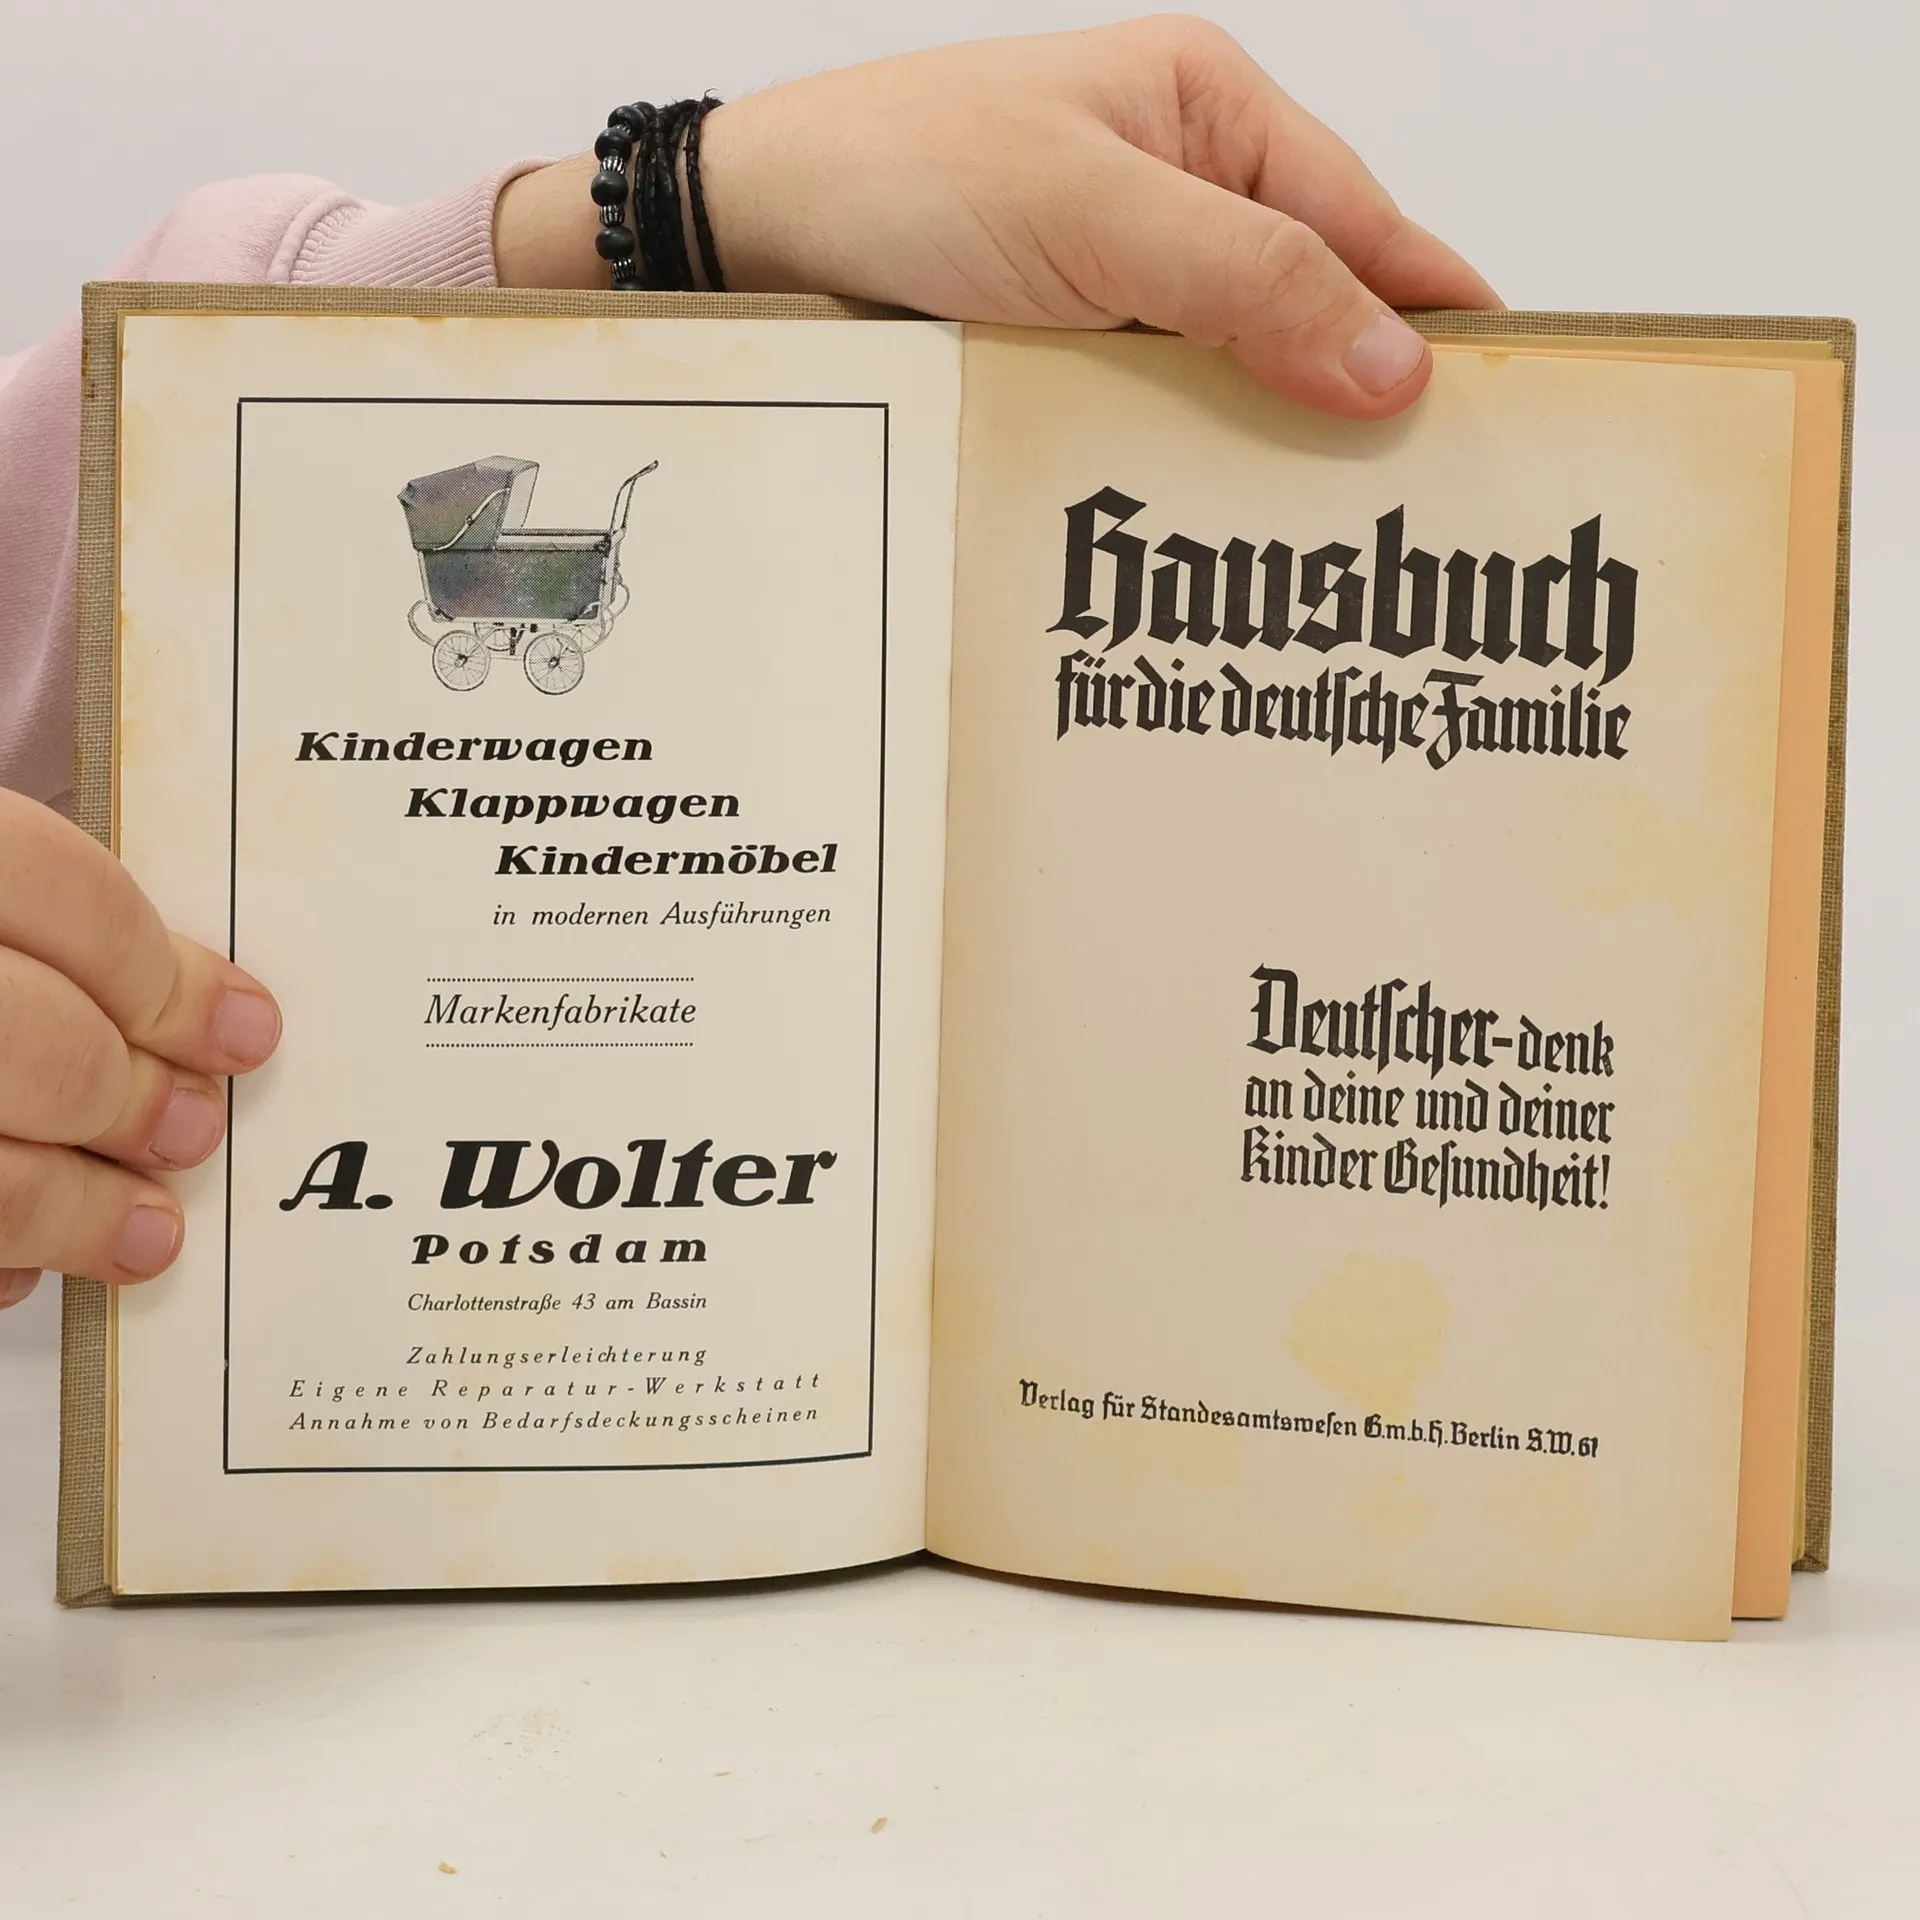 Kinderwagen
Klappwagen
Kindermöbel
in modernen Ausführungen
Markenfabrikate
A. Wolter
Potsdam
Charlottenstraße 43 am Bassin
Zahlungserleichterung
Eigene Reparatur-Werkstatt
Annahme von Bedarfsdeckungsscheinen
Hausbuch
für die deutsche Familie
Deutscher-denk
an deine und deiner
Kinder Gesundheit!
Verlag für Standesamtswesen G.m.b.H. Berlin S.W. 61